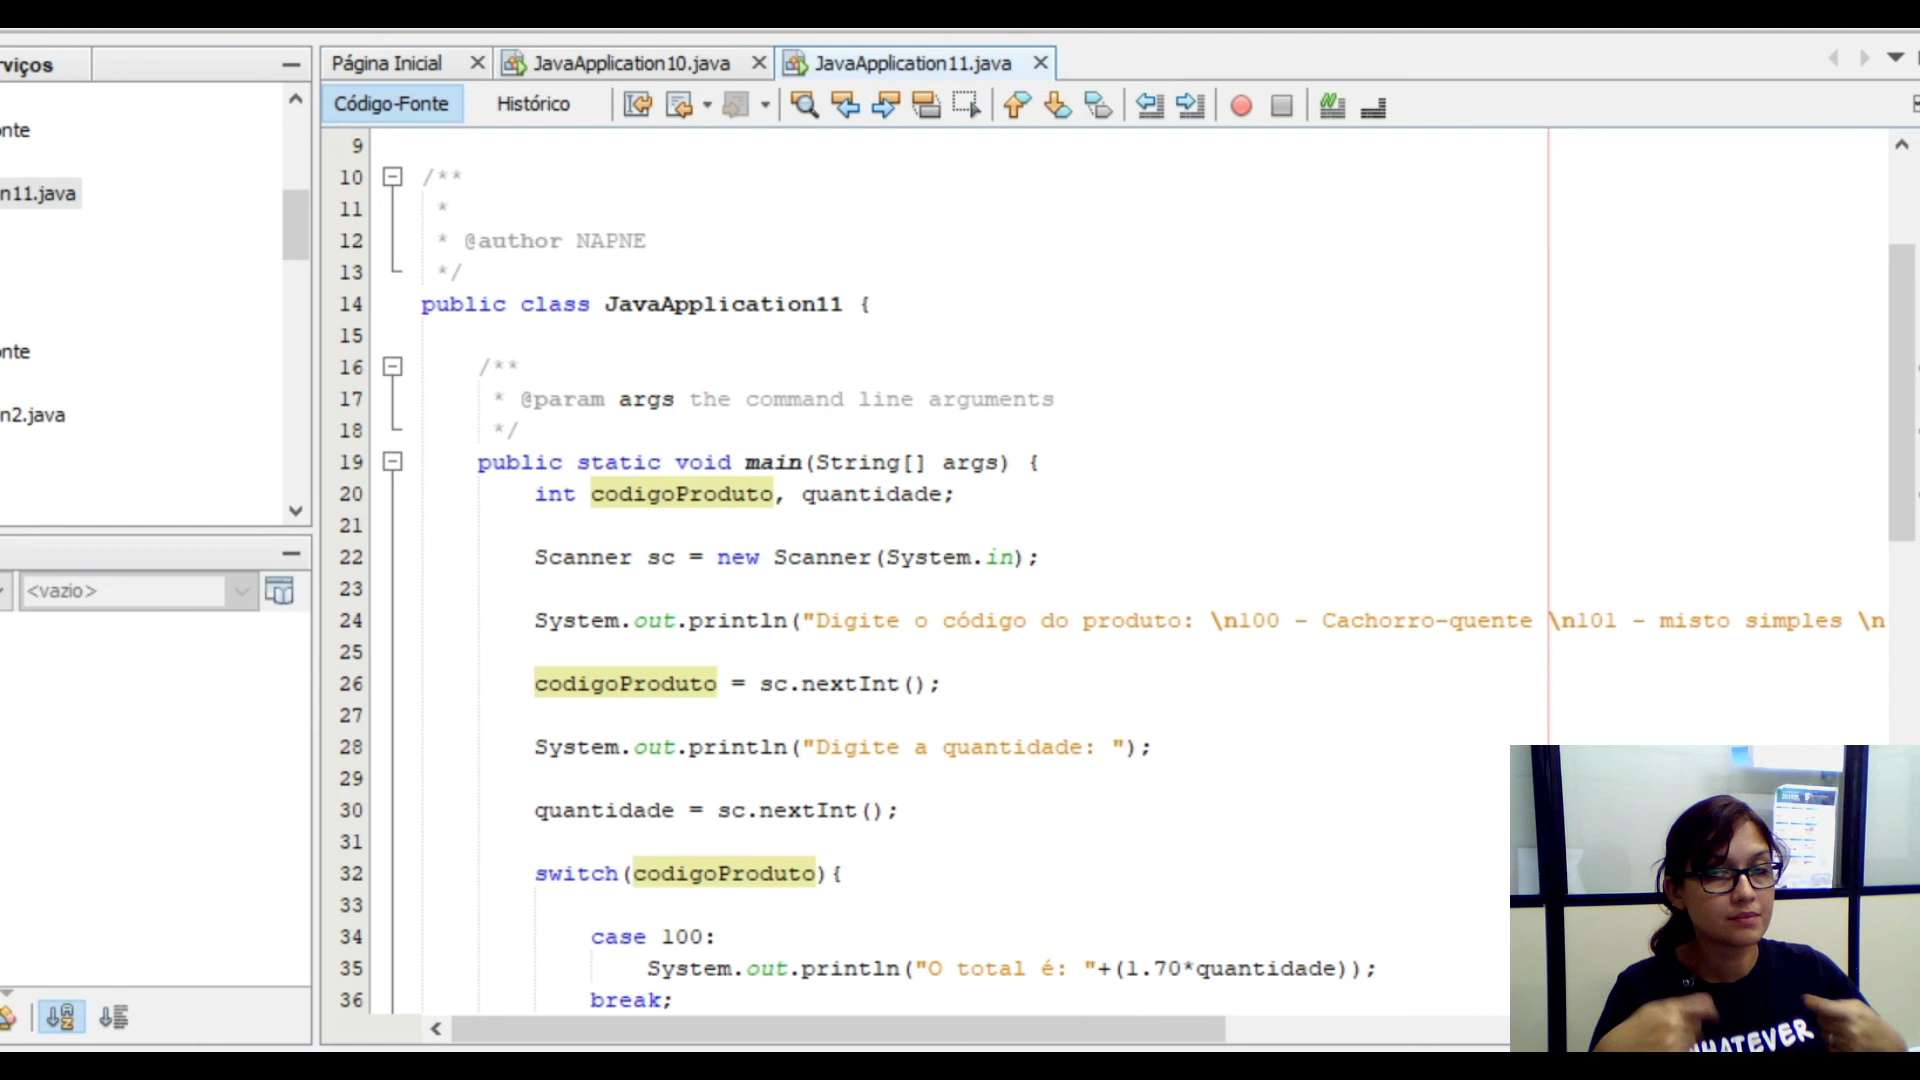 rviços
Página Inicial
JavaApplication10.java
JavaApplication11.java
Código-Fonte
Histórico
onte
n11.java
onte
n2.java
<vazio>
9
10 /**
11 *
12 * @author NAPNE
13 */
14 public class JavaApplication11 {
15
16 /**
17 * @param args the command line arguments
18 */
19 public static void main(String[] args) {
20 int codigoProduto, quantidade;
21
22 Scanner sc = new Scanner(System.in);
23
24 System.out.println("Digite o código do produto: \n100 - Cachorro-quente \n101 - misto simples \n
25
26 codigoProduto = sc.nextInt();
27
28 System.out.println("Digite a quantidade: ");
29
30 quantidade = sc.nextInt();
31
32 switch(codigoProduto){
33
34 case 100:
35 System.out.println("O total é: "+(1.70*quantidade));
36 break;
WHATEVER